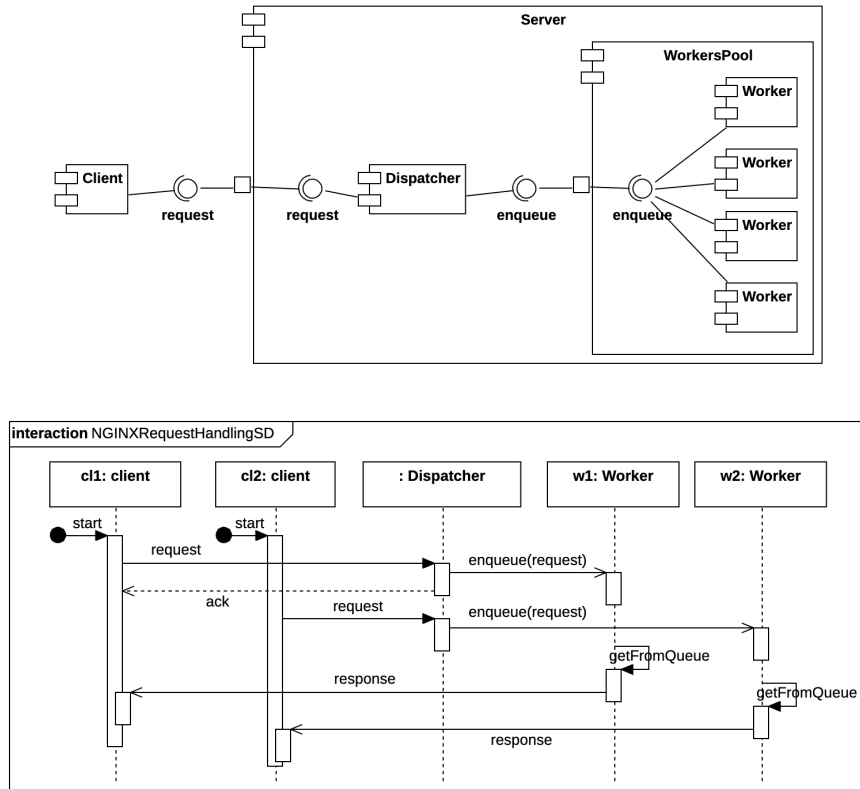 Server
WorkersPool
Worker
Worker
Client
Dispatcher
request
request
enqueue
enqueue
Worker
Worker
interaction NGINXRequestHandlingSD
cl1: client
cl2: client
: Dispatcher
w1: Worker
w2: Worker
start
start
request
enqueue(request)
ack
request
enqueue(request)
getFromQueue
response
getFromQueue
response